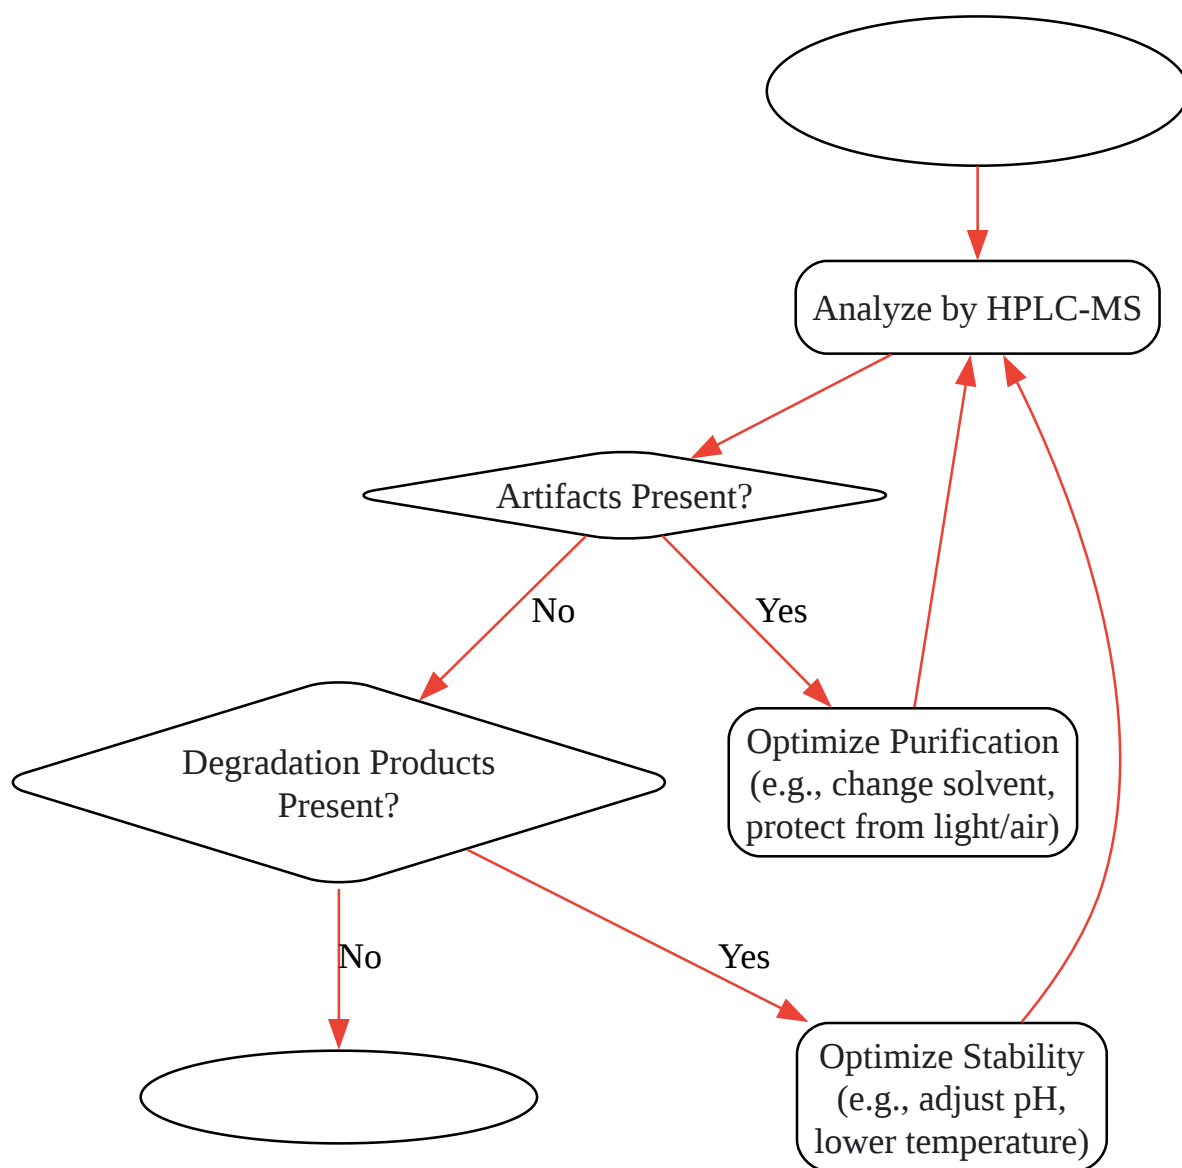 Analyze by HPLC-MS
Artifacts Present?
No
Yes
Optimize Purification
(e.g., change solvent,
protect from light/air)
Degradation Products
Present?
No
Yes
Optimize Stability
(e.g., adjust pH,
lower temperature)